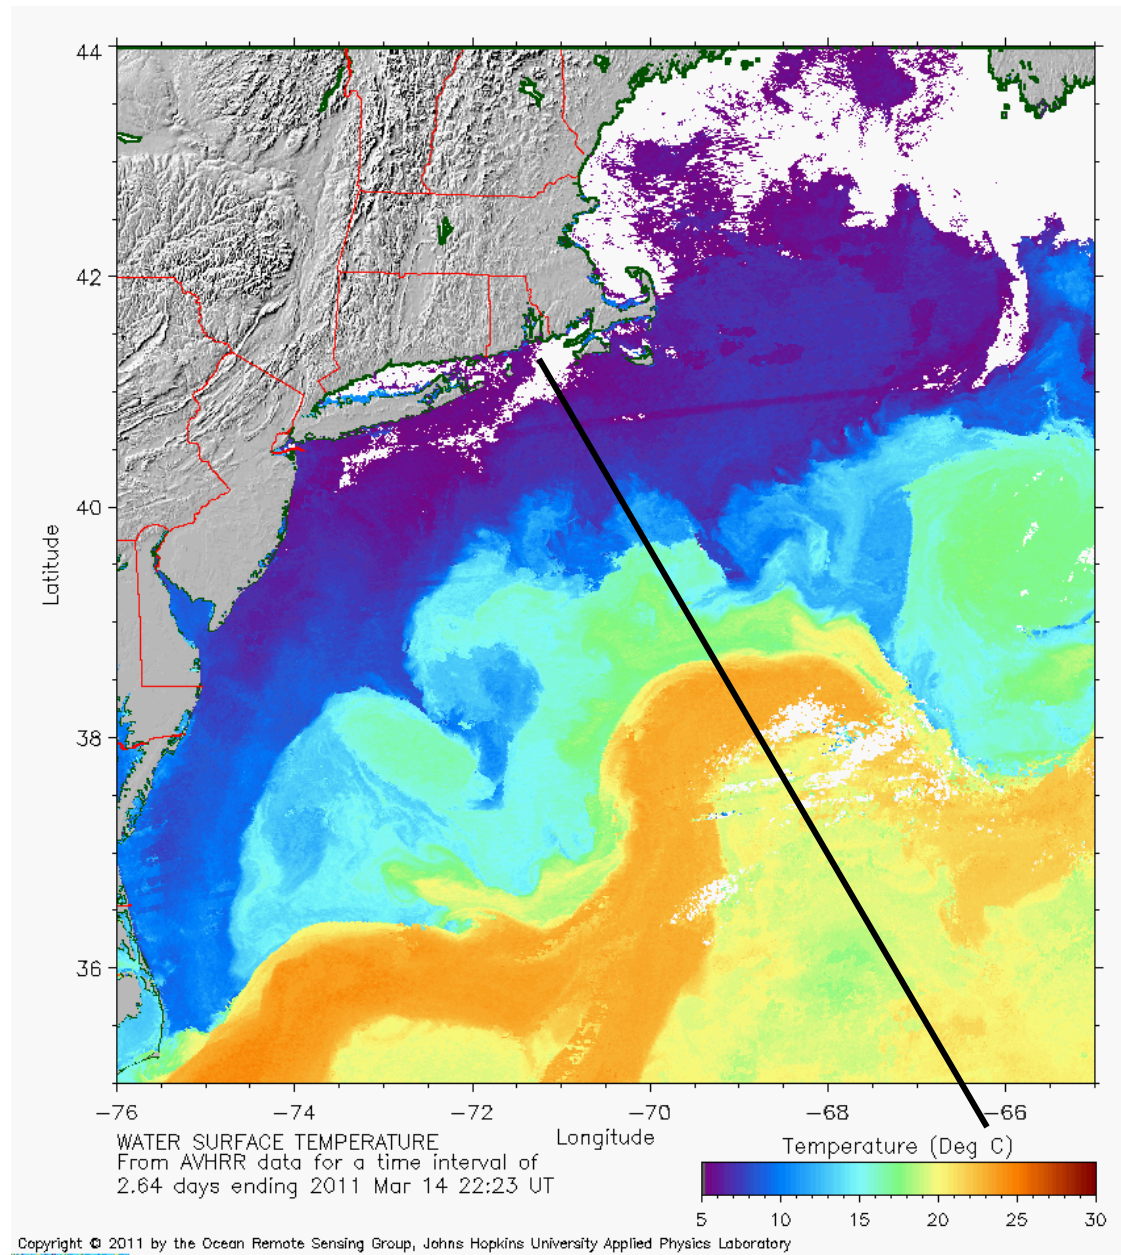 44
42
40
38
36
Latitude
−76 −74 −72 −70 −68 −66
Longitude
WATER SURFACE TEMPERATURE
From AVHRR data for a time interval of
2.64 days ending 2011 Mar 14 22:23 UT
Temperature (Deg C)
5 10 15 20 25 30
Copyright © 2011 by the Ocean Remote Sensing Group, Johns Hopkins University Applied Physics Laboratory